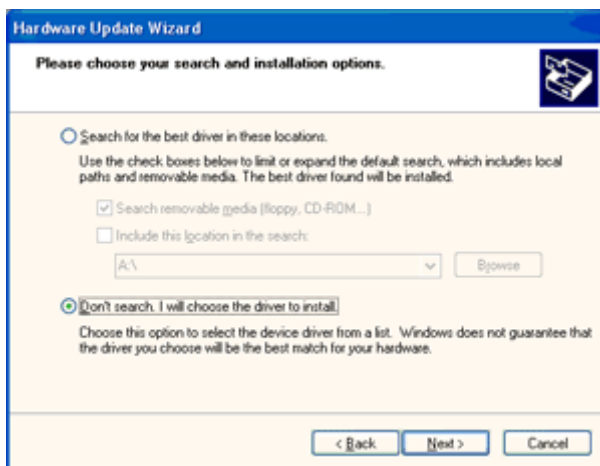 Hardware Update Wizard
Please choose your search and installation options.
Search for the best driver in these locations.
Use the check boxes below to limit or expand the default search, which includes local
paths and removable media. The best driver found will be installed.
Search removable media (floppy, CD-ROM...)
Include this location in the search:
A:\
Browse
Don't search. I will choose the driver to install.
Choose this option to select the device driver from a list. Windows does not guarantee that
the driver you choose will be the best match for your hardware.
< Back
Next >
Cancel